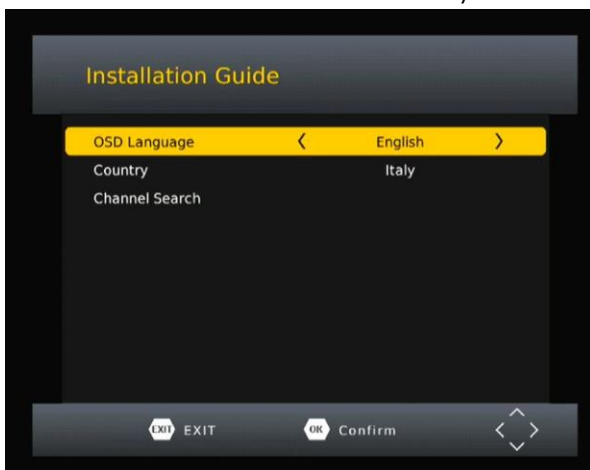 Installation Guide
OSD Language < English >
Country Italy
Channel Search
EXIT EXIT OK Confirm